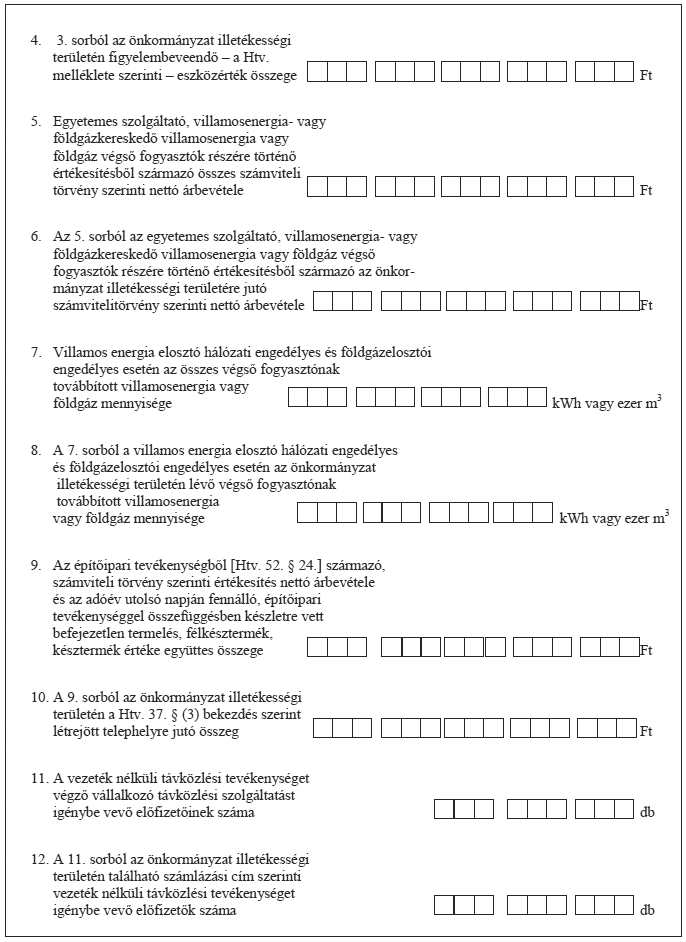 4. 3. sorból az önkormányzat illetékességi
területén figyelembeveendő – a Htv.
melléklete szerinti – eszközérték összege Ft
5. Egyetemes szolgáltató, villamosenergia- vagy
földgázkereskedő villamosenergia vagy
földgáz végső fogyasztók részére történő
értékesítésből származó összes számviteli
törvény szerinti nettó árbevétele Ft
6. Az 5. sorból az egyetemes szolgáltató, villamosenergia- vagy
földgázkereskedő villamosenergia vagy földgáz végső
fogyasztók részére történő értékesítésből származó az önkor-
mányzat illetékességi területére jutó
számvitelitörvény szerinti nettó árbevétele Ft
7. Villamos energia elosztó hálózati engedélyes és földgázelosztói
engedélyes esetén az összes végső fogyasztónak
továbbított villamosenergia vagy
földgáz mennyisége kWh vagy ezer m³
8. A 7. sorból a villamos energia elosztó hálózati engedélyes
és földgázelosztói engedélyes esetén az önkormányzat
illetékességi területén lévő végső fogyasztónak
továbbított villamosenergia
vagy földgáz mennyisége kWh vagy ezer m³
9. Az építőipari tevékenységből [Htv. 52. § 24.] származó,
számviteli törvény szerinti értékesítés nettó árbevétele
és az adóév utolsó napján fennálló, építőipari
tevékenységgel összefüggésben készletre vett
befejezetlen termelés, félkésztermék,
késztermék értéke együttes összege Ft
10. A 9. sorból az önkormányzat illetékességi
területén a Htv. 37. § (3) bekezdés szerint
létrejött telephelyre jutó összeg Ft
11. A vezeték nélküli távközlési tevékenységet
végző vállalkozó távközlési szolgáltatást
igénybe vevő előfizetőinek száma db
12. A 11. sorból az önkormányzat illetékességi
területén található számlázási cím szerinti
vezeték nélküli távközlési tevékenységet
igénybe vevő előfizetők száma db